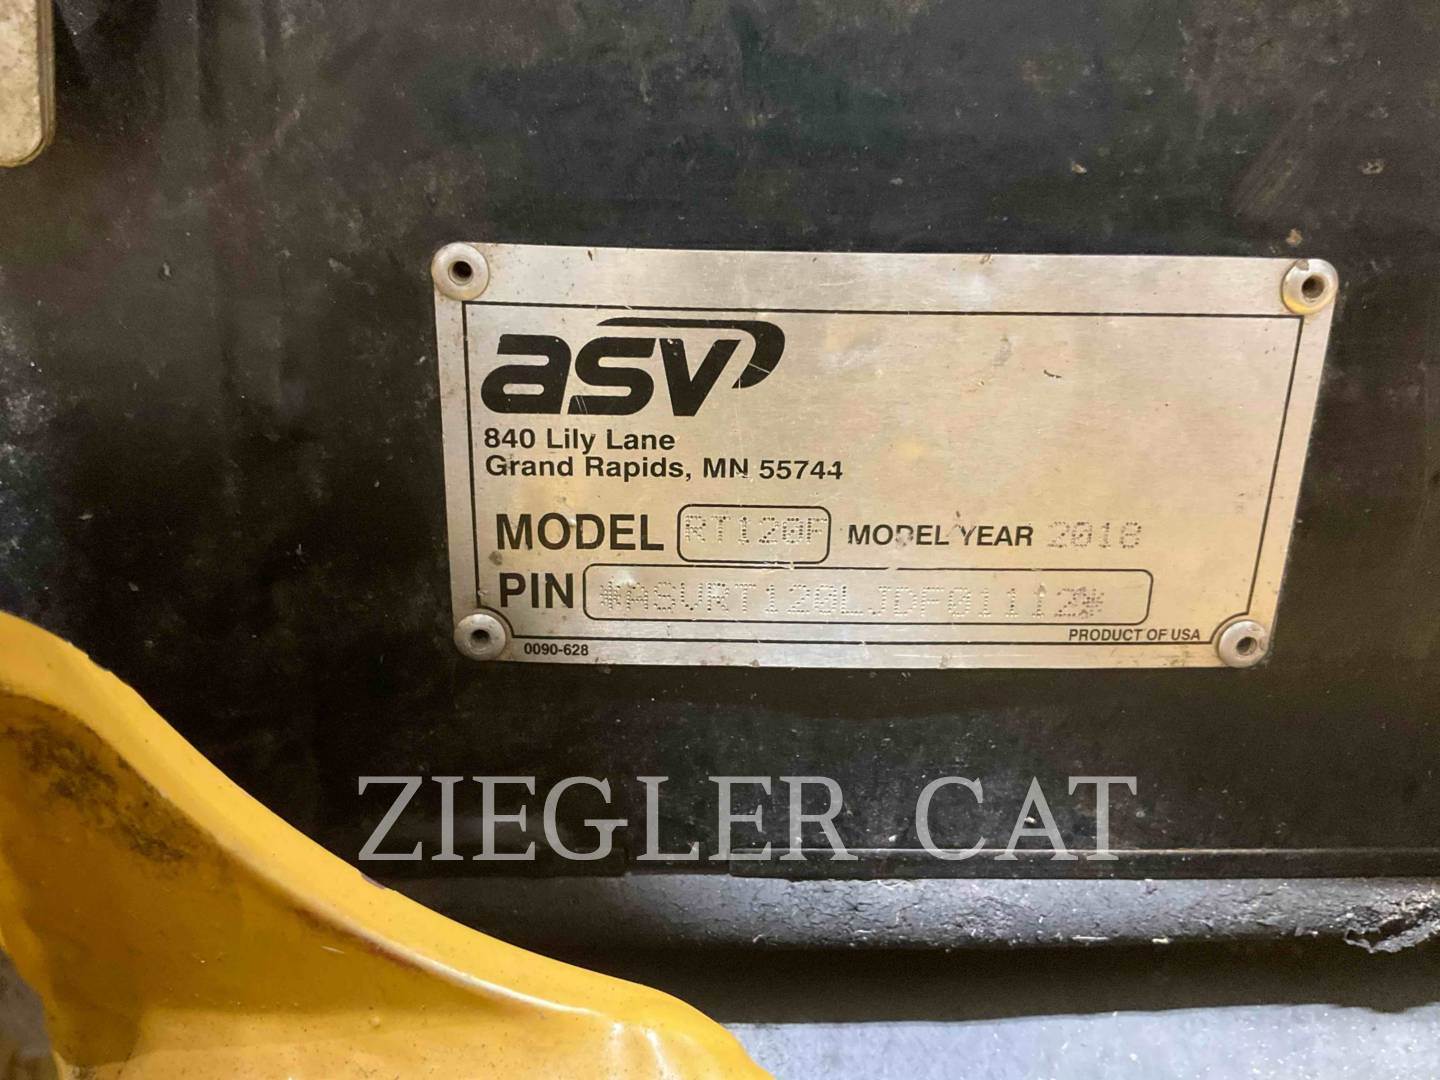 asv
840 Lily Lane
Grand Rapids, MN 55744
MODEL RT120F MODEL YEAR 2018
PIN *ASVRT120LJDF01112*
PRODUCT OF USA
0090-628
ZIEGLER CAT